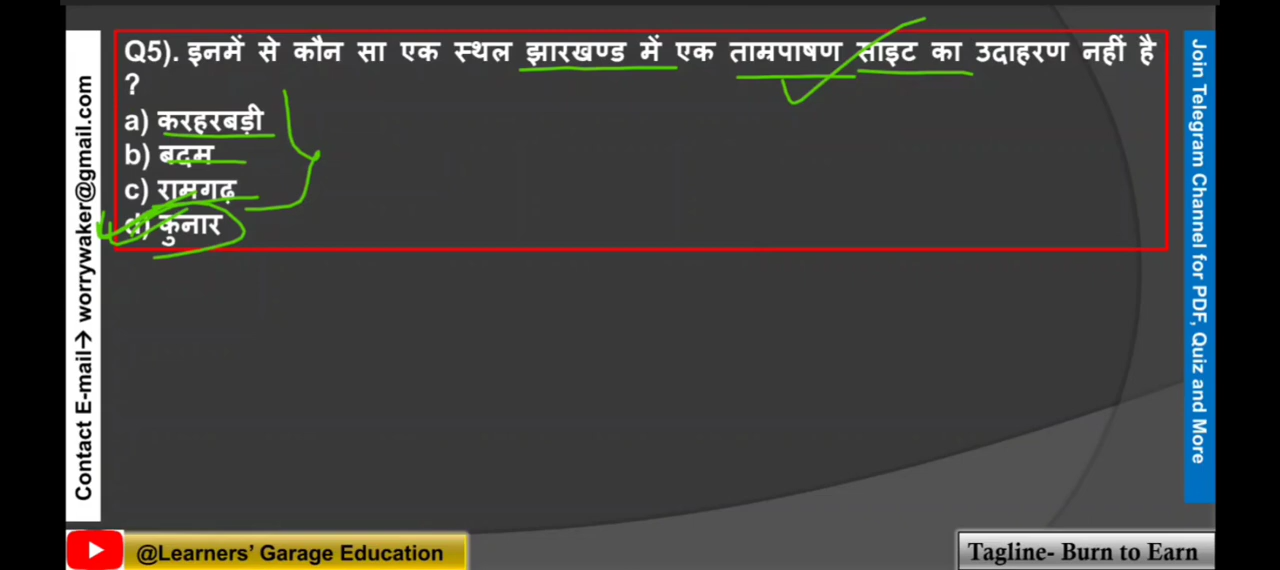 Q5). इनमें से कौन सा एक स्थल झारखण्ड में एक ताम्रपाषण साइट का उदाहरण नहीं है
?
a) करहरबड़ी
b) बदम
c) रामगढ़
d) कुनार
Contact E-mail→ worrywaker@gmail.com
Join Telegram Channel for PDF, Quiz and More
@Learners’ Garage Education
Tagline- Burn to Earn